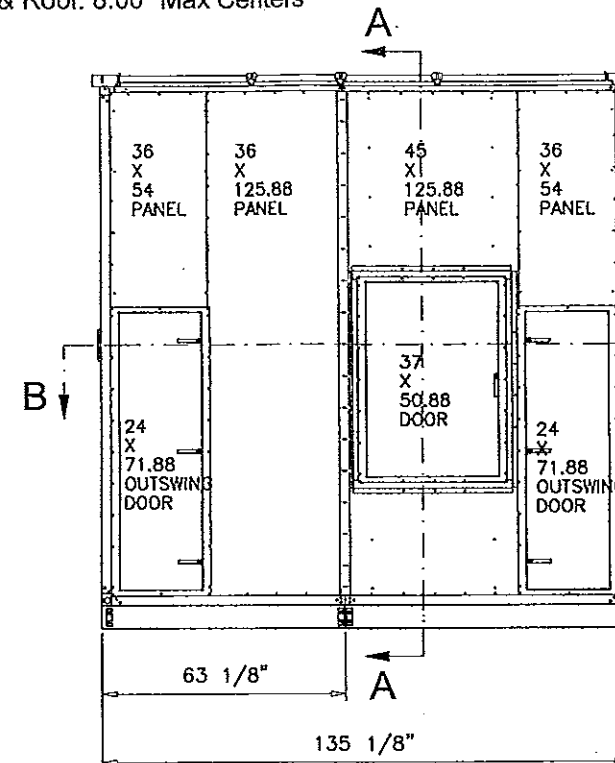 & Roof: 8.00" Max Centers
A
36
X
54
PANEL
36
X
125.88
PANEL
45
X
125.88
PANEL
36
X
54
PANEL
B
37
X
50.88
DOOR
24
X
71.88
OUTSWING
DOOR
24
X
71.88
OUTSWIN
DOOR
63 1/8"
A
135 1/8"